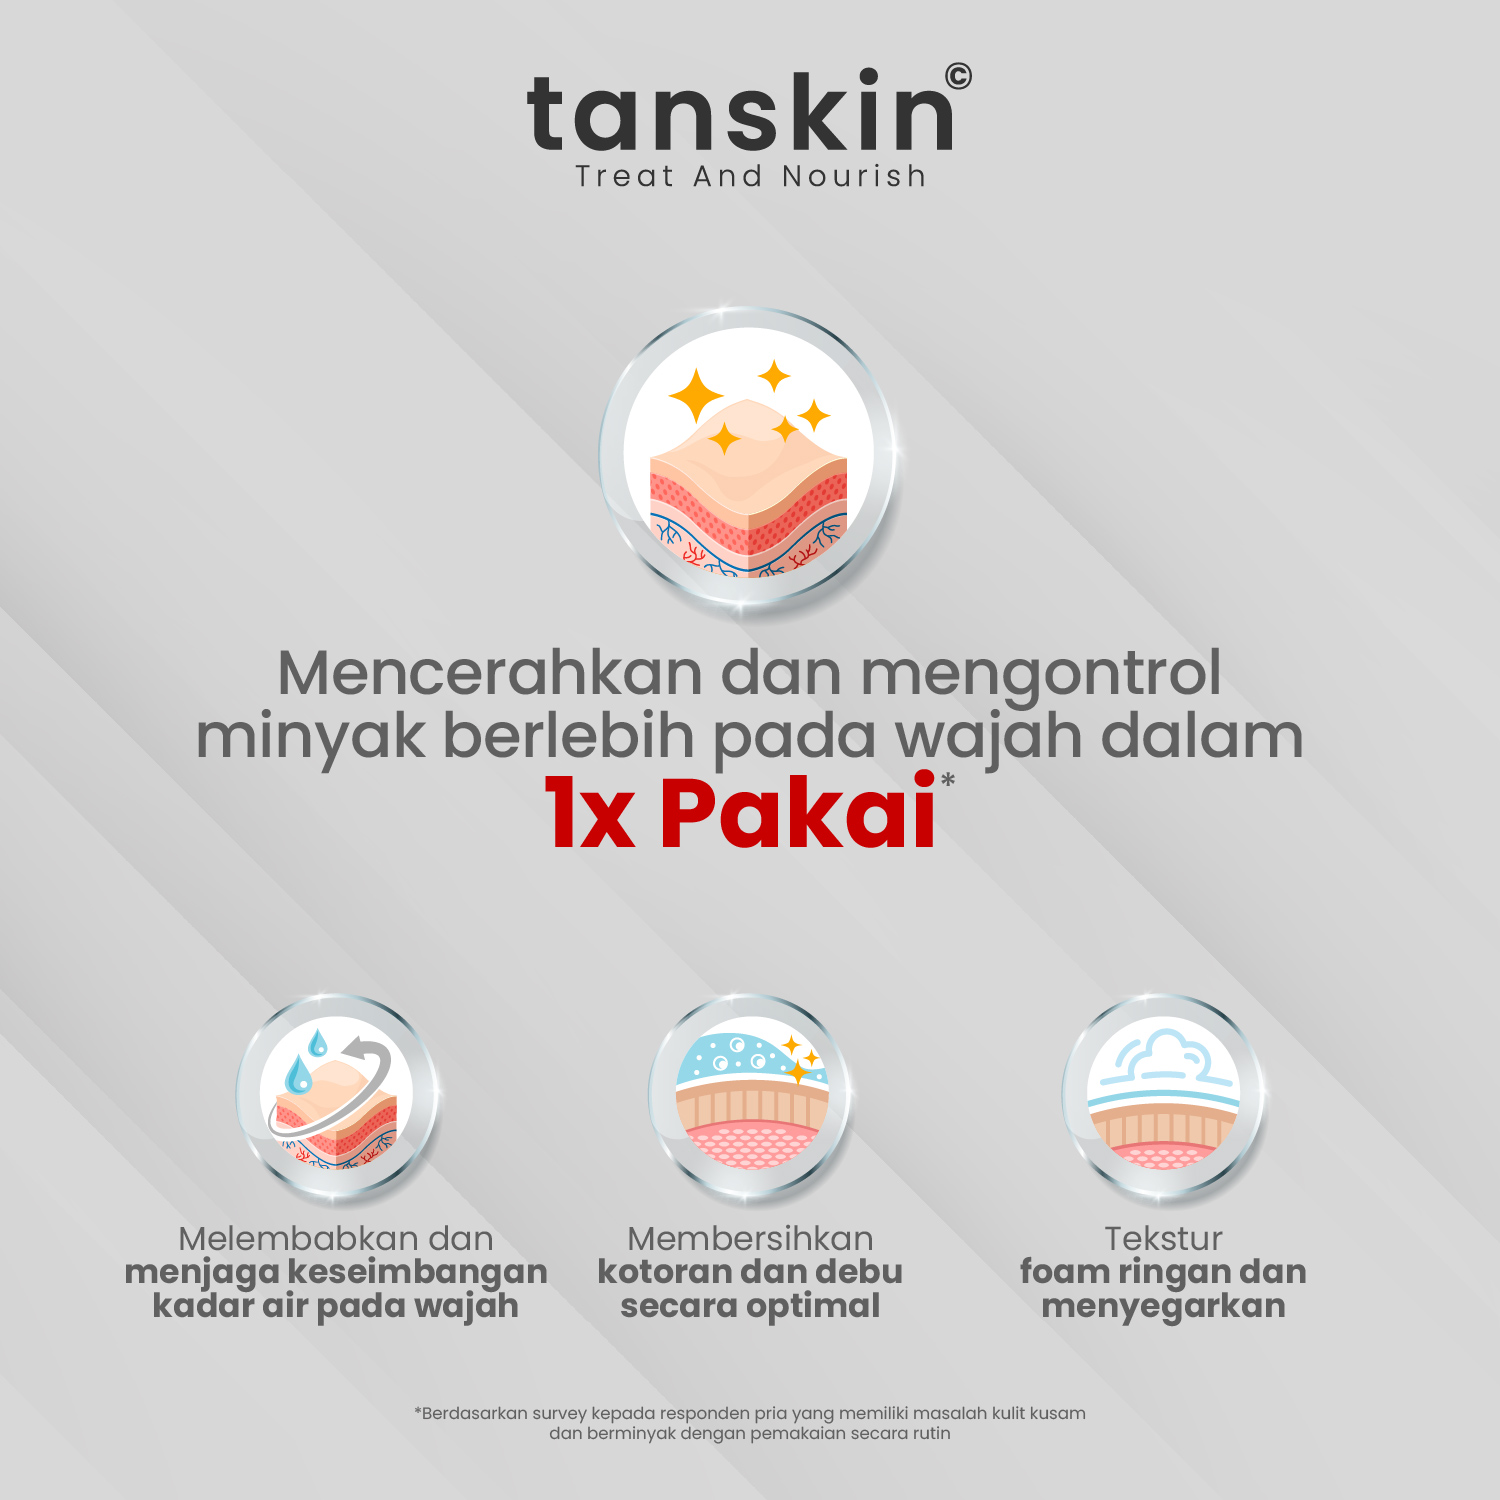 tanskin©
Treat And Nourish
Mencerahkan dan mengontrol
minyak berlebih pada wajah dalam
1x Pakai*
Melembabkan dan
menjaga keseimbangan
kadar air pada wajah
Membersihkan
kotoran dan debu
secara optimal
Tekstur
foam ringan dan
menyegarkan
*Berdasarkan survey kepada responden pria yang memiliki masalah kulit kusam
dan berminyak dengan pemakaian secara rutin